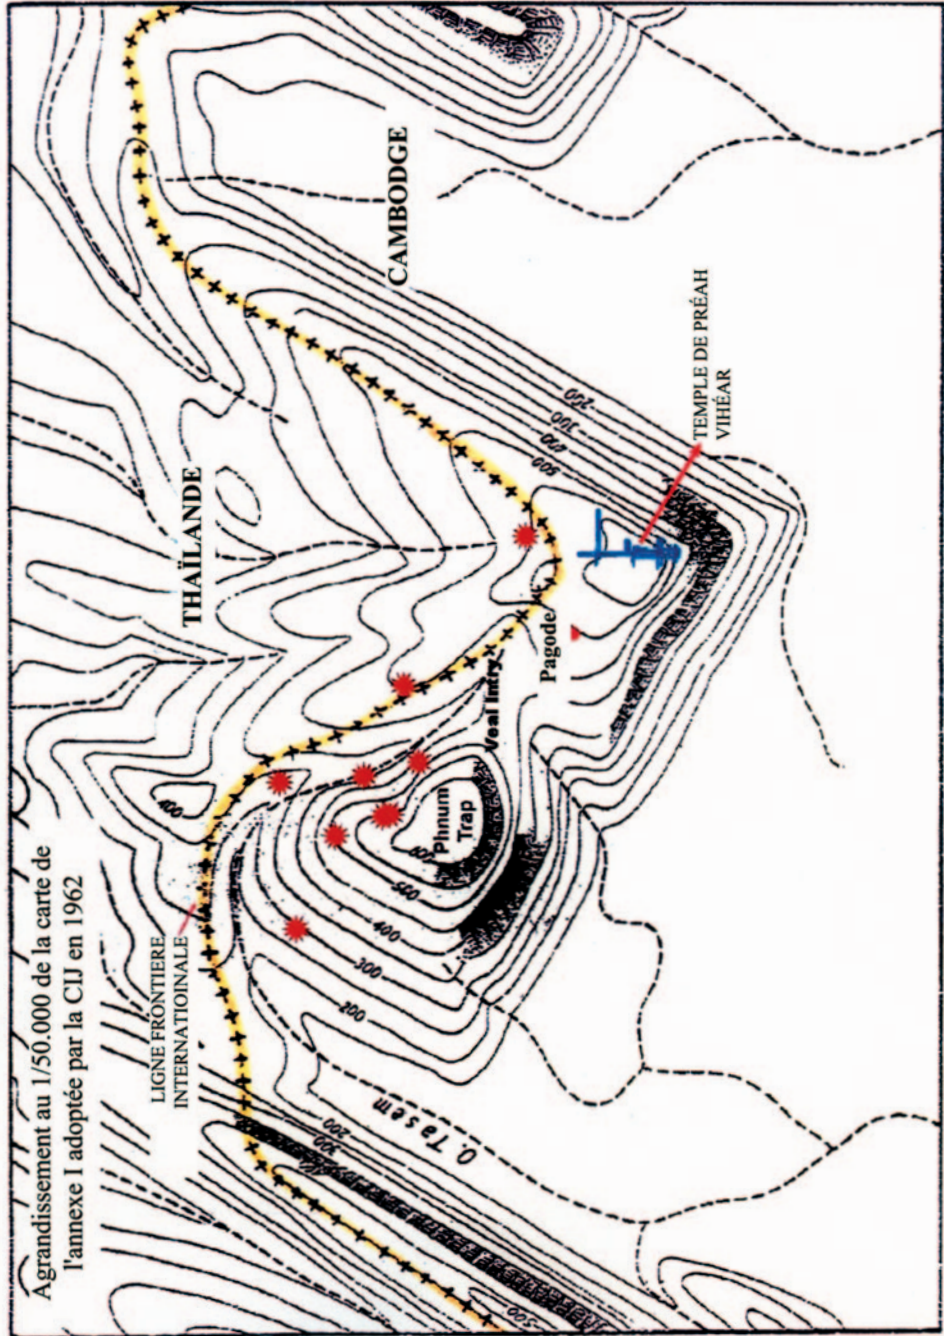 Agrandissement au 1/50.000 de la carte de
l'annexe I adoptée par la CIJ en 1962
LIGNE FRONTIERE
INTERNATIOINALE
THAÏLANDE
CAMBODGE
400
Phnum
Trap
500
400
300
200
Veal Intry
Pagode
TEMPLE DE PRÉAH
VIHÉAR
500
400
300
250
O. Tasem
200
300
500